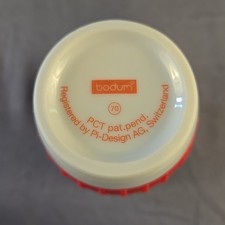 bodum®
70
PCT pat.pend.
Registered by Pi-Design AG, Switzerland